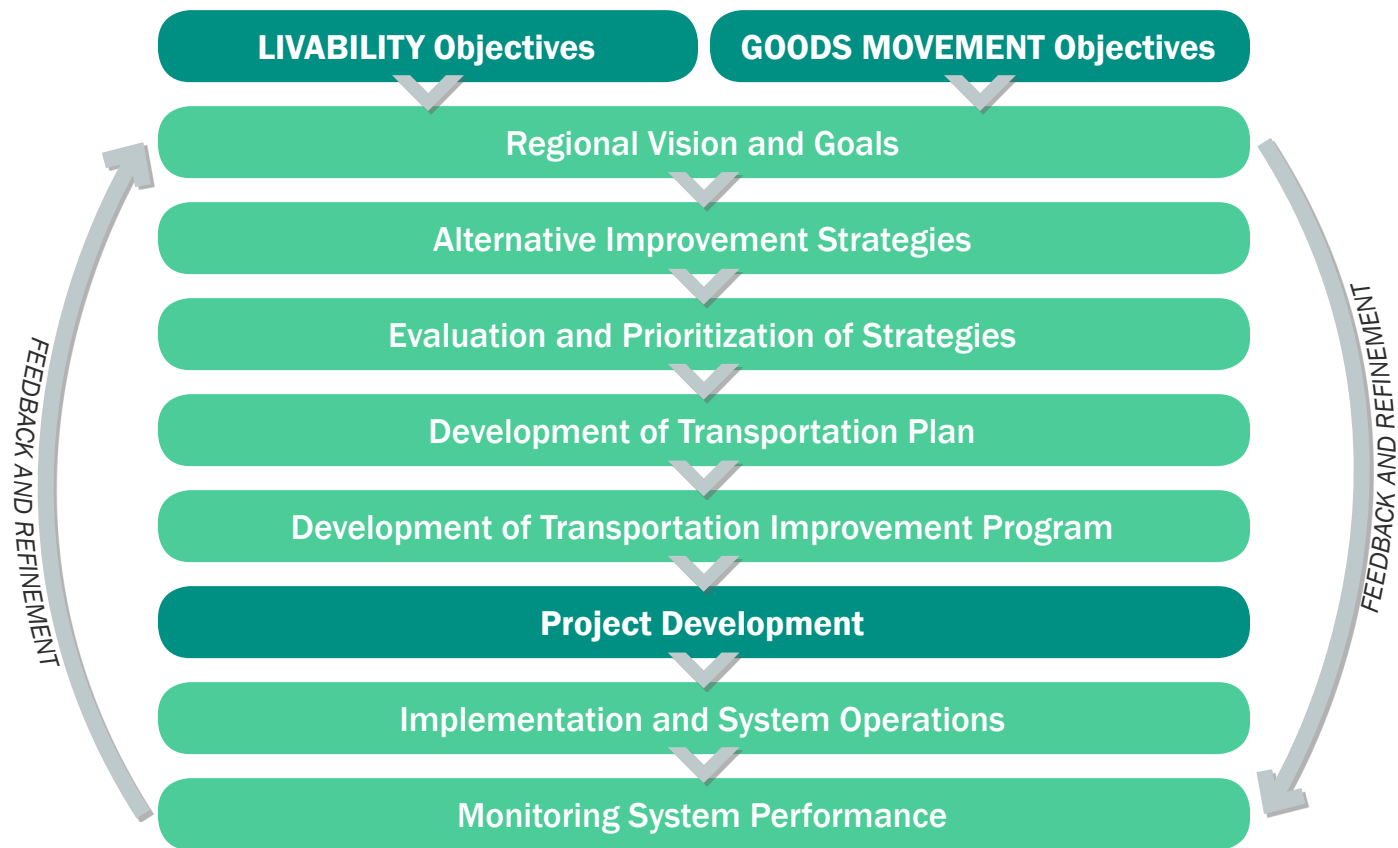 LIVABILITY Objectives
GOODS MOVEMENT Objectives
Regional Vision and Goals
Alternative Improvement Strategies
Evaluation and Prioritization of Strategies
Development of Transportation Plan
Development of Transportation Improvement Program
Project Development
Implementation and System Operations
Monitoring System Performance
FEEDBACK AND REFINEMENT
FEEDBACK AND REFINEMENT